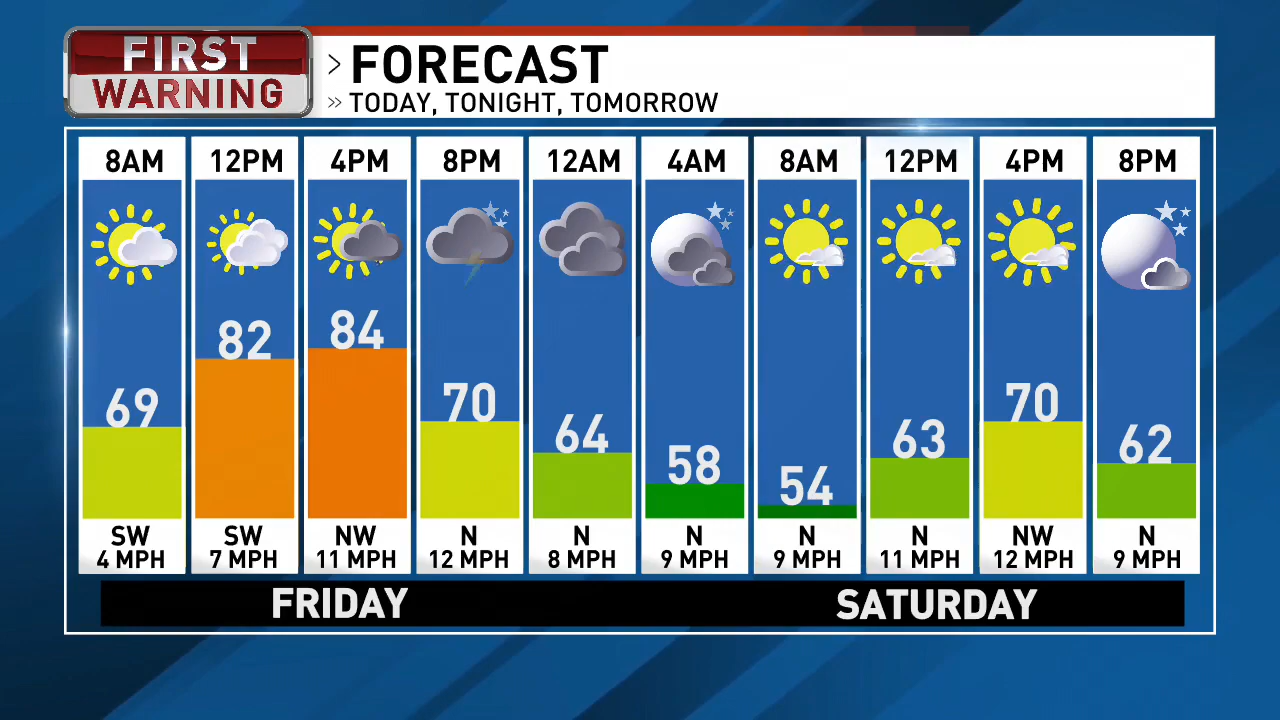 FIRST
WARNING
> FORECAST
» TODAY, TONIGHT, TOMORROW
8AM 12PM 4PM 8PM 12AM 4AM 8AM 12PM 4PM 8PM
69 82 84 70 64 58 54 63 70 62
SW SW NW N N N N N NW N
4 MPH 7 MPH 11 MPH 12 MPH 8 MPH 9 MPH 9 MPH 11 MPH 12 MPH 9 MPH
FRIDAY SATURDAY